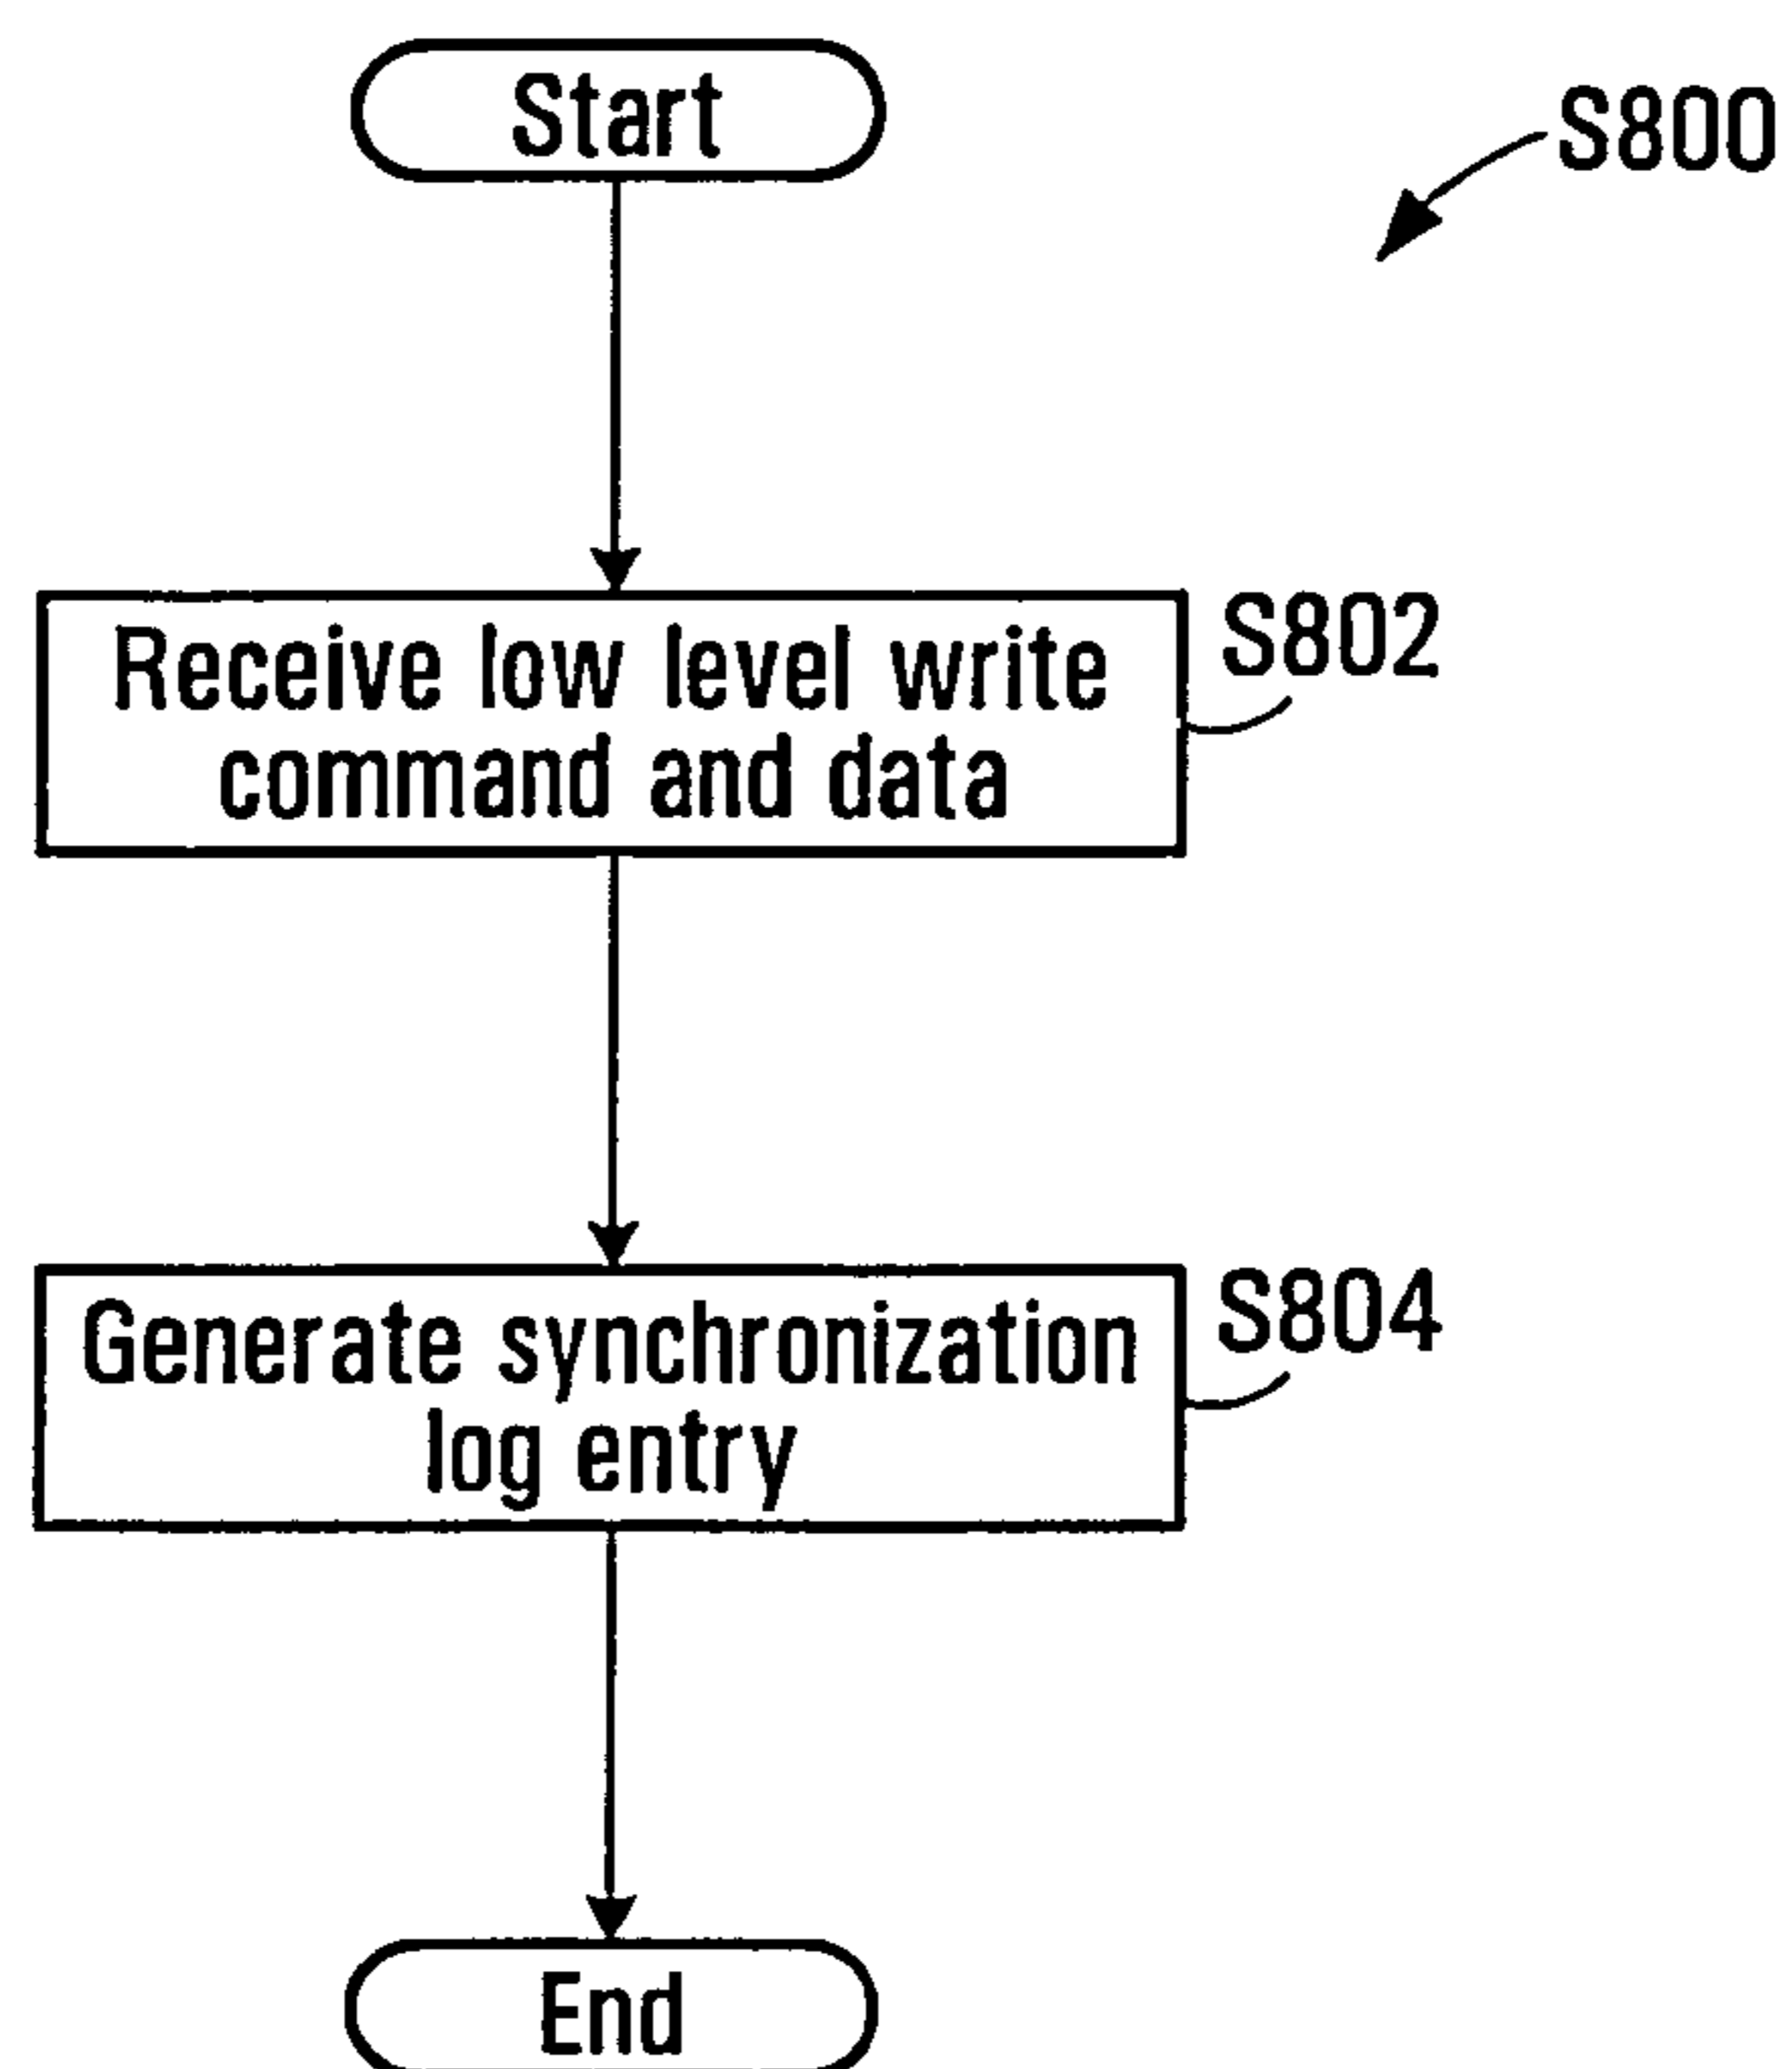 Start
S800
Receive low level write
command and data
S802
Generate synchronization
log entry
S804
End